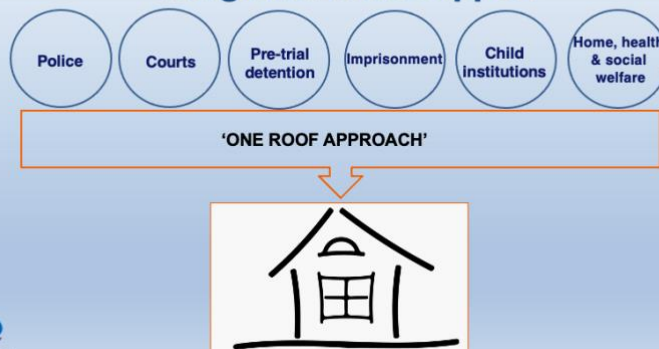 Police
Courts
Pre-trial
detention
Imprisonment
Child
institutions
Home, health
& social
welfare
'ONE ROOF APPROACH'